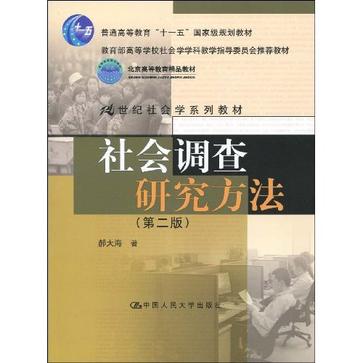 十一五
普通高等教育“十一五”国家级规划教材
教育部高等学校社会学学科教学指导委员会推荐教材
北京高等教育精品教材
21世纪社会学系列教材
社会调查
研究方法
(第二版)
郝大海 著
中国人民大学出版社